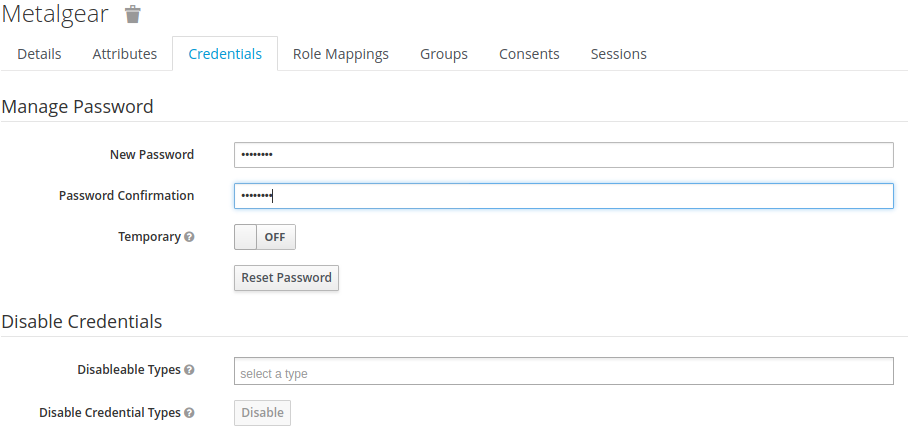 Metalgear
Details Attributes Credentials Role Mappings Groups Consents Sessions
Manage Password
New Password ••••••••
Password Confirmation ••••••••
Temporary OFF
Reset Password
Disable Credentials
Disableable Types select a type
Disable Credential Types Disable